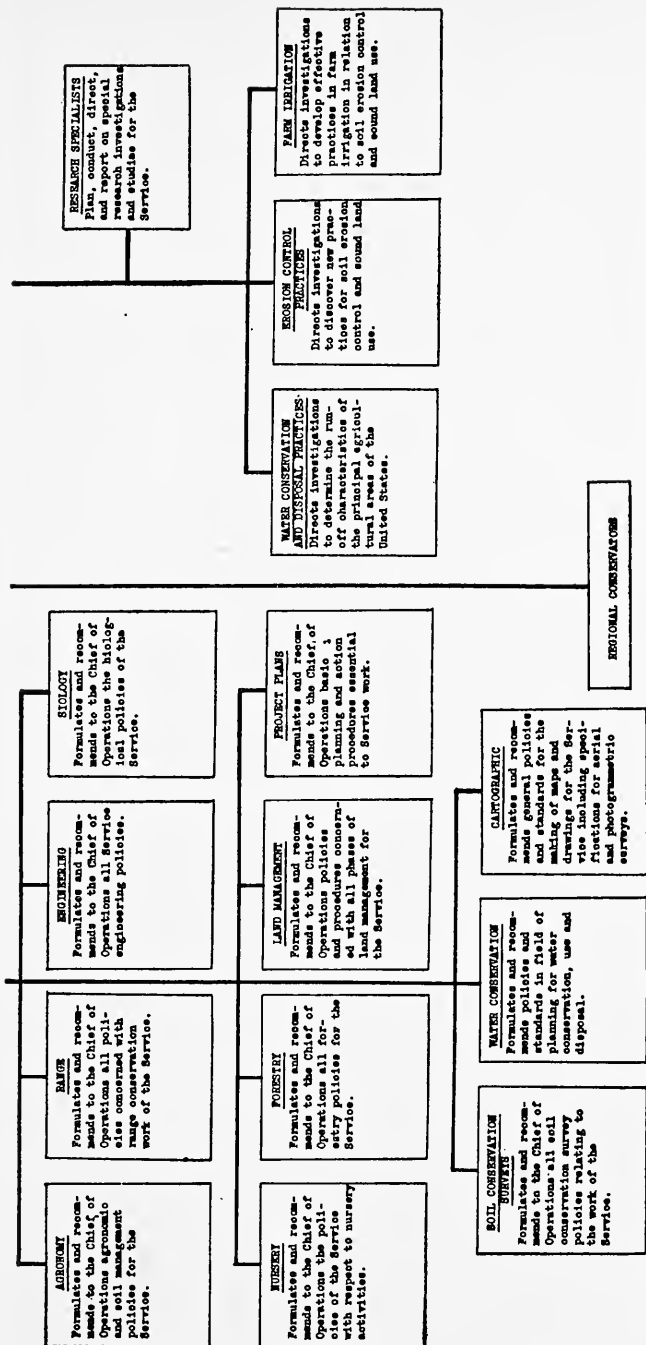 AGRONOMY
Formulates and recom-
mends to the Chief of
Operations agronomic
and soil management
policies for the
Service.
RANGE
Formulates and recom-
mends to the Chief of
Operations all poli-
cies concerned with
range conservation
work of the Service.
ENGINEERING
Formulates and recom-
mends to the Chief of
Operations all Service
engineering policies.
BIOLOGY
Formulates and recom-
mends to the Chief of
Operations the biolog-
ical policies of the
Service.
NURSERY
Formulates and recom-
mends to the Chief of
Operations the poli-
cies of the Service
with respect to nursery
activities.
FORESTRY
Formulates and recom-
mends to the Chief of
Operations all for-
estry policies for the
Service.
LAND MANAGEMENT
Formulates and recom-
mends to the Chief of
Operations policies
and procedures concern-
ed with all phases of
land management for
the Service.
PROJECT PLANS
Formulates and recom-
mends to the Chief of
Operations basic
planning and action
procedures essential
to Service work.
SOIL CONSERVATION
SURVEYS
Formulates and recom-
mends to the Chief of
Operations all soil
conservation survey
policies relating to
the work of the
Service.
WATER CONSERVATION
Formulates and recom-
mends policies and
standards in field of
planning for water
conservation, use and
disposal.
CARTOGRAPHIC
Formulates and recom-
mends general policies
and standards for the
making of maps and
drawings for the Ser-
vice including speci-
fications for aerial
and photogrammetric
surveys.
REGIONAL CONSERVATORS
RESEARCH SPECIALISTS
Plan, conduct, direct,
and report on special
research investigations
and studies for the
Service.
WATER CONSERVATION
AND DISPOSAL PRACTICES
Directs investigations
to determine the run-
off characteristics of
the principal agricul-
tural areas of the
United States.
EROSION CONTROL
PRACTICES
Directs investigations
to discover new prac-
tices for soil erosion
control and sound land
use.
FARM IRRIGATION
Directs investigations
to develop effective
practices in farm
irrigation in relation
to soil erosion control
and sound land use.